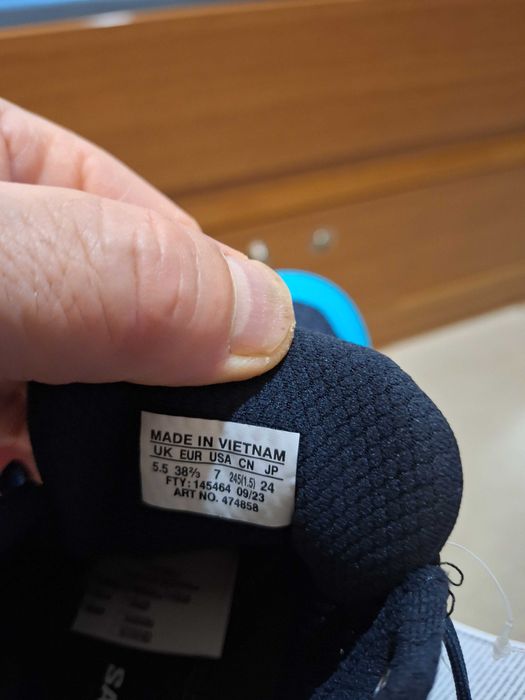 MADE IN VIETNAM
UK EUR USA CN JP
5.5 38⅔ 7 245(1.5) 24
FTY: 145464 09/23
ART NO. 474858
SA